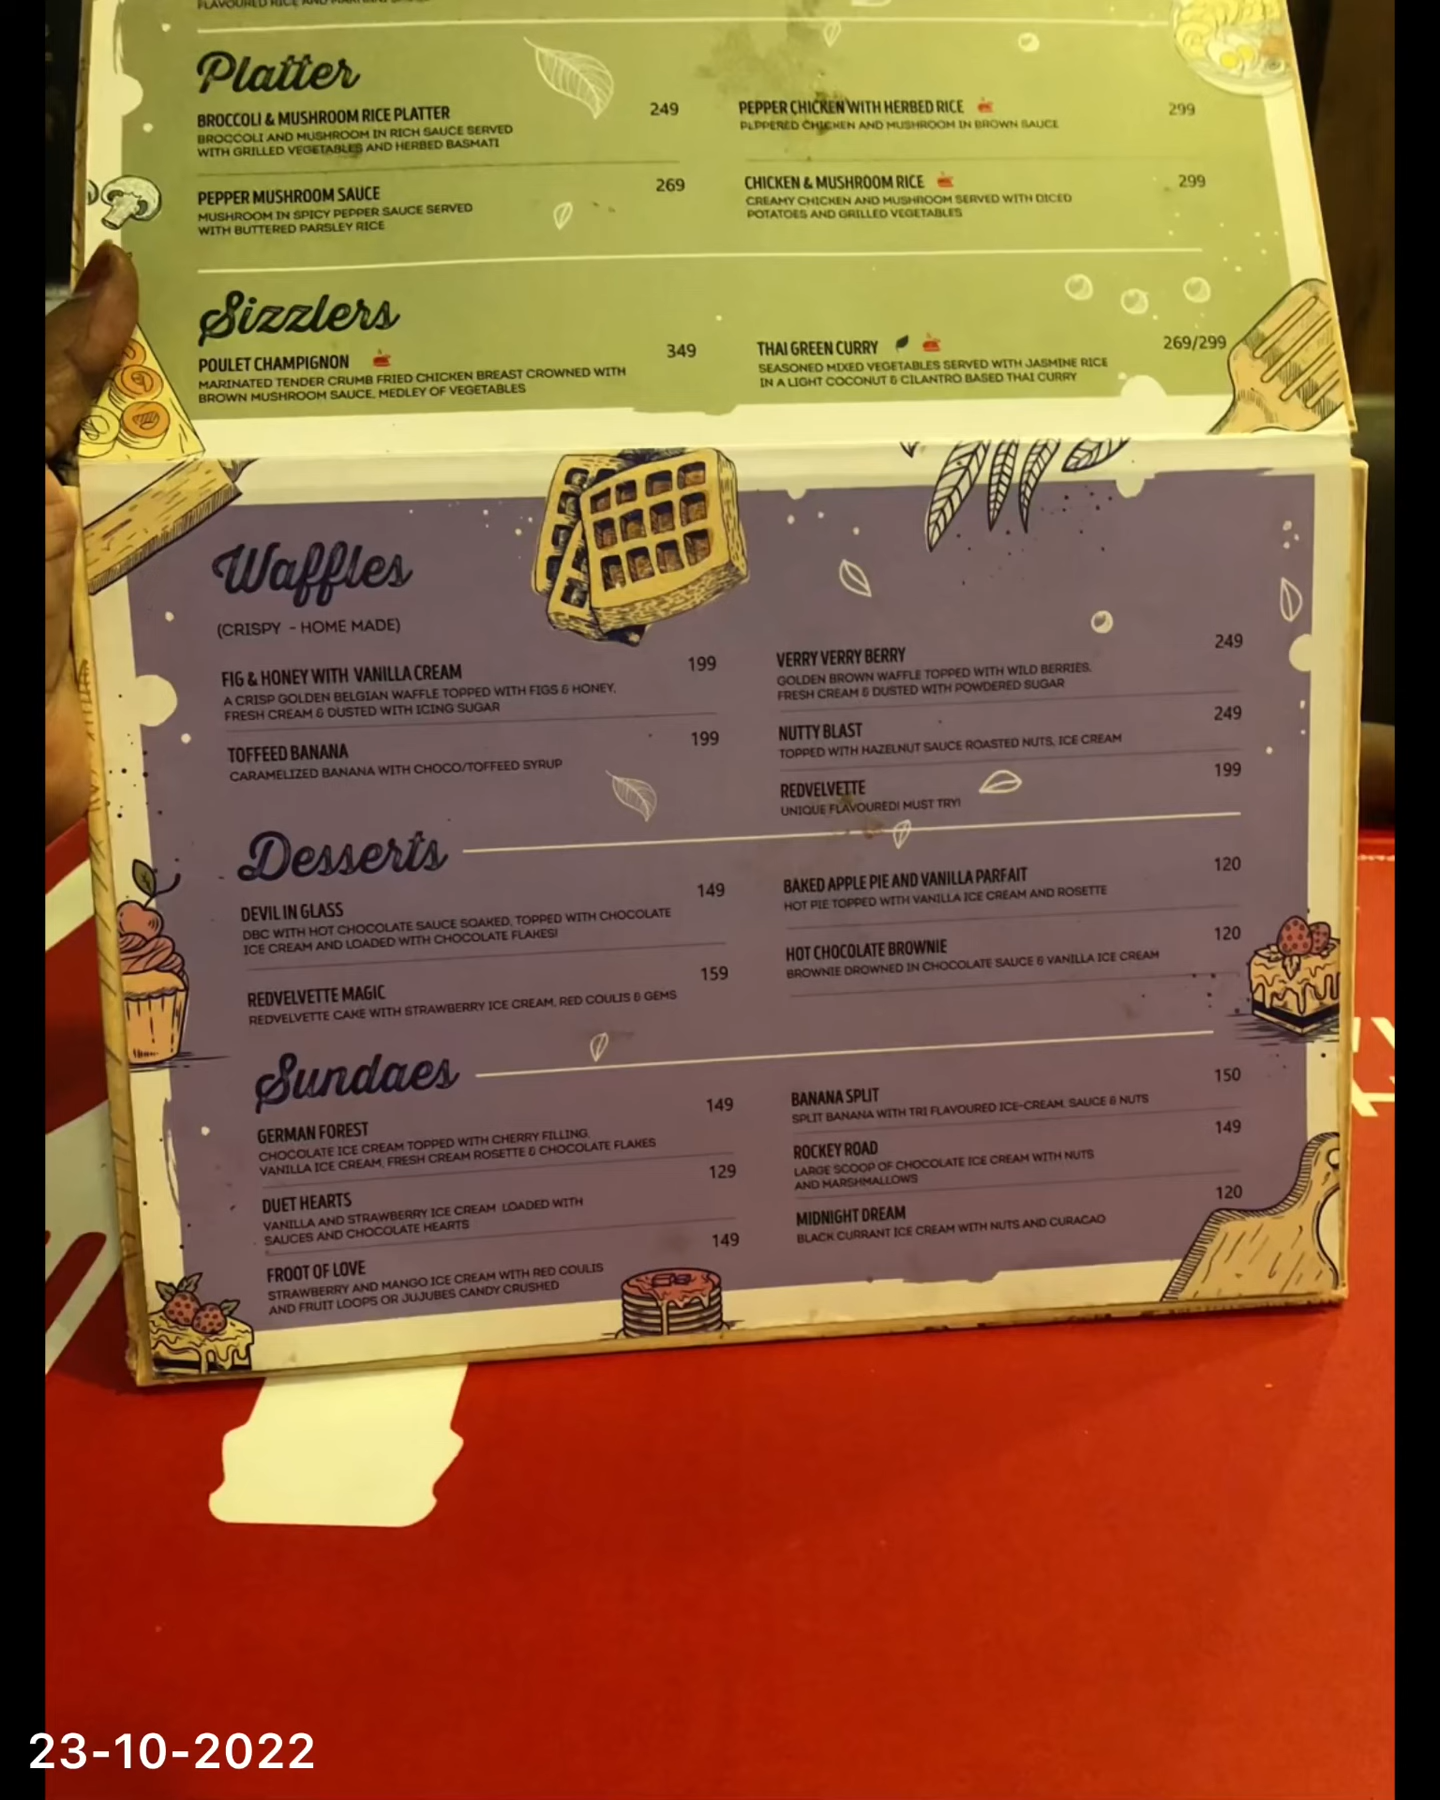 Platter
BROCCOLI & MUSHROOM RICE PLATTER 249
BROCCOLI AND MUSHROOM IN RICH SAUCE SERVED
WITH GRILLED VEGETABLES AND HERBED BASMATI
PEPPER MUSHROOM SAUCE 269
MUSHROOM IN SPICY PEPPER SAUCE SERVED
WITH BUTTERED PARSLEY RICE
PEPPER CHICKEN WITH HERBED RICE 299
PEPPERED CHICKEN AND MUSHROOM IN BROWN SAUCE
CHICKEN & MUSHROOM RICE 299
CREAMY CHICKEN AND MUSHROOM SERVED WITH DICED
POTATOES AND GRILLED VEGETABLES
Sizzlers
POULET CHAMPIGNON 349
MARINATED TENDER CRUMB FRIED CHICKEN BREAST CROWNED WITH
BROWN MUSHROOM SAUCE, MEDLEY OF VEGETABLES
THAI GREEN CURRY 269/299
SEASONED MIXED VEGETABLES SERVED WITH JASMINE RICE
IN A LIGHT COCONUT & CILANTRO BASED THAI CURRY
Waffles
(CRISPY - HOME MADE)
FIG & HONEY WITH VANILLA CREAM 199
A CRISP GOLDEN BELGIAN WAFFLE TOPPED WITH FIGS & HONEY,
FRESH CREAM & DUSTED WITH ICING SUGAR
TOFFEED BANANA 199
CARAMELIZED BANANA WITH CHOCO/TOFFEED SYRUP
VERRY VERRY BERRY 249
GOLDEN BROWN WAFFLE TOPPED WITH WILD BERRIES,
FRESH CREAM & DUSTED WITH POWDERED SUGAR
NUTTY BLAST 249
TOPPED WITH HAZELNUT SAUCE ROASTED NUTS, ICE CREAM
REDVELVETTE 199
UNIQUE FLAVOURED! MUST TRY!
Desserts
DEVIL IN GLASS 149
DBC WITH HOT CHOCOLATE SAUCE SOAKED, TOPPED WITH CHOCOLATE
ICE CREAM AND LOADED WITH CHOCOLATE FLAKES!
REDVELVETTE MAGIC 159
REDVELVETTE CAKE WITH STRAWBERRY ICE CREAM, RED COULIS & GEMS
BAKED APPLE PIE AND VANILLA PARFAIT 120
HOT PIE TOPPED WITH VANILLA ICE CREAM AND ROSETTE
HOT CHOCOLATE BROWNIE 120
BROWNIE DROWNED IN CHOCOLATE SAUCE & VANILLA ICE CREAM
Sundaes
GERMAN FOREST 149
CHOCOLATE ICE CREAM TOPPED WITH CHERRY FILLING,
VANILLA ICE CREAM, FRESH CREAM ROSETTE & CHOCOLATE FLAKES
DUET HEARTS 129
VANILLA AND STRAWBERRY ICE CREAM LOADED WITH
SAUCES AND CHOCOLATE HEARTS
FROOT OF LOVE 149
STRAWBERRY AND MANGO ICE CREAM WITH RED COULIS
AND FRUIT LOOPS OR JUJUBES CANDY CRUSHED
BANANA SPLIT 150
SPLIT BANANA WITH TRI FLAVOURED ICE-CREAM, SAUCE & NUTS
ROCKEY ROAD 149
LARGE SCOOP OF CHOCOLATE ICE CREAM WITH NUTS
AND MARSHMALLOWS
MIDNIGHT DREAM 120
BLACK CURRANT ICE CREAM WITH NUTS AND CURACAO
23-10-2022